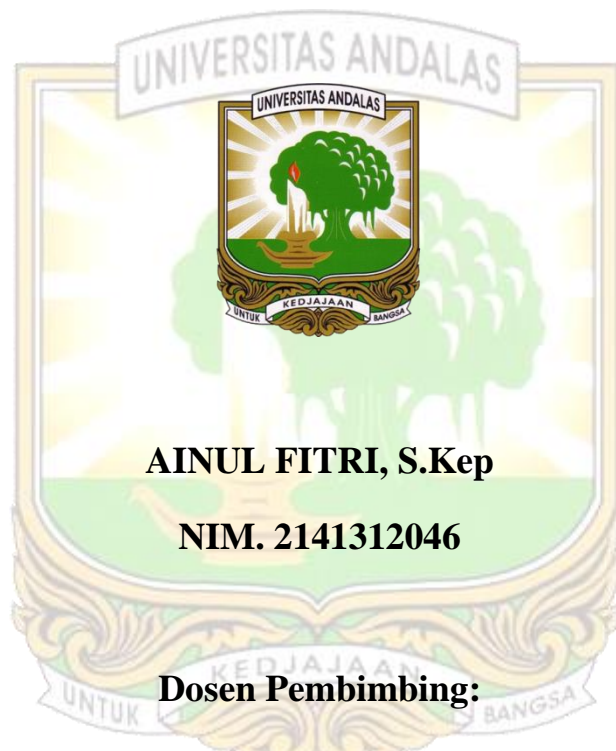 UNIVERSITAS ANDALAS
UNIVERSITAS ANDALAS
UNTUK KEDJAJAAN BANGSA
AINUL FITRI, S.Kep
NIM. 2141312046
Dosen Pembimbing:
UNTUK KEDJAJAAN BANGSA